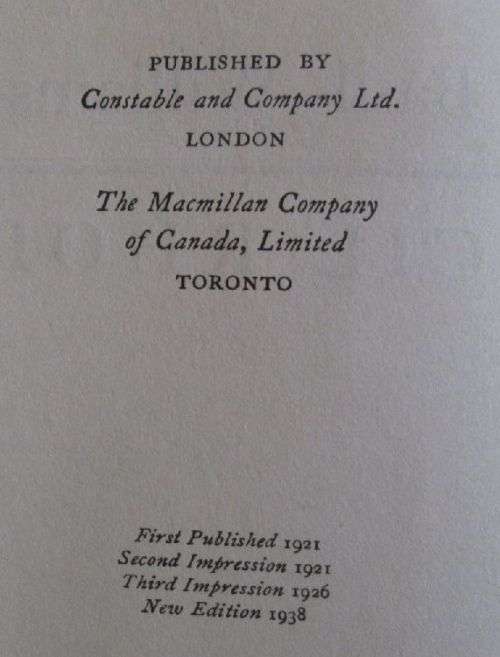 PUBLISHED BY
Constable and Company Ltd.
LONDON
The Macmillan Company
of Canada, Limited
TORONTO
First Published 1921
Second Impression 1921
Third Impression 1926
New Edition 1938